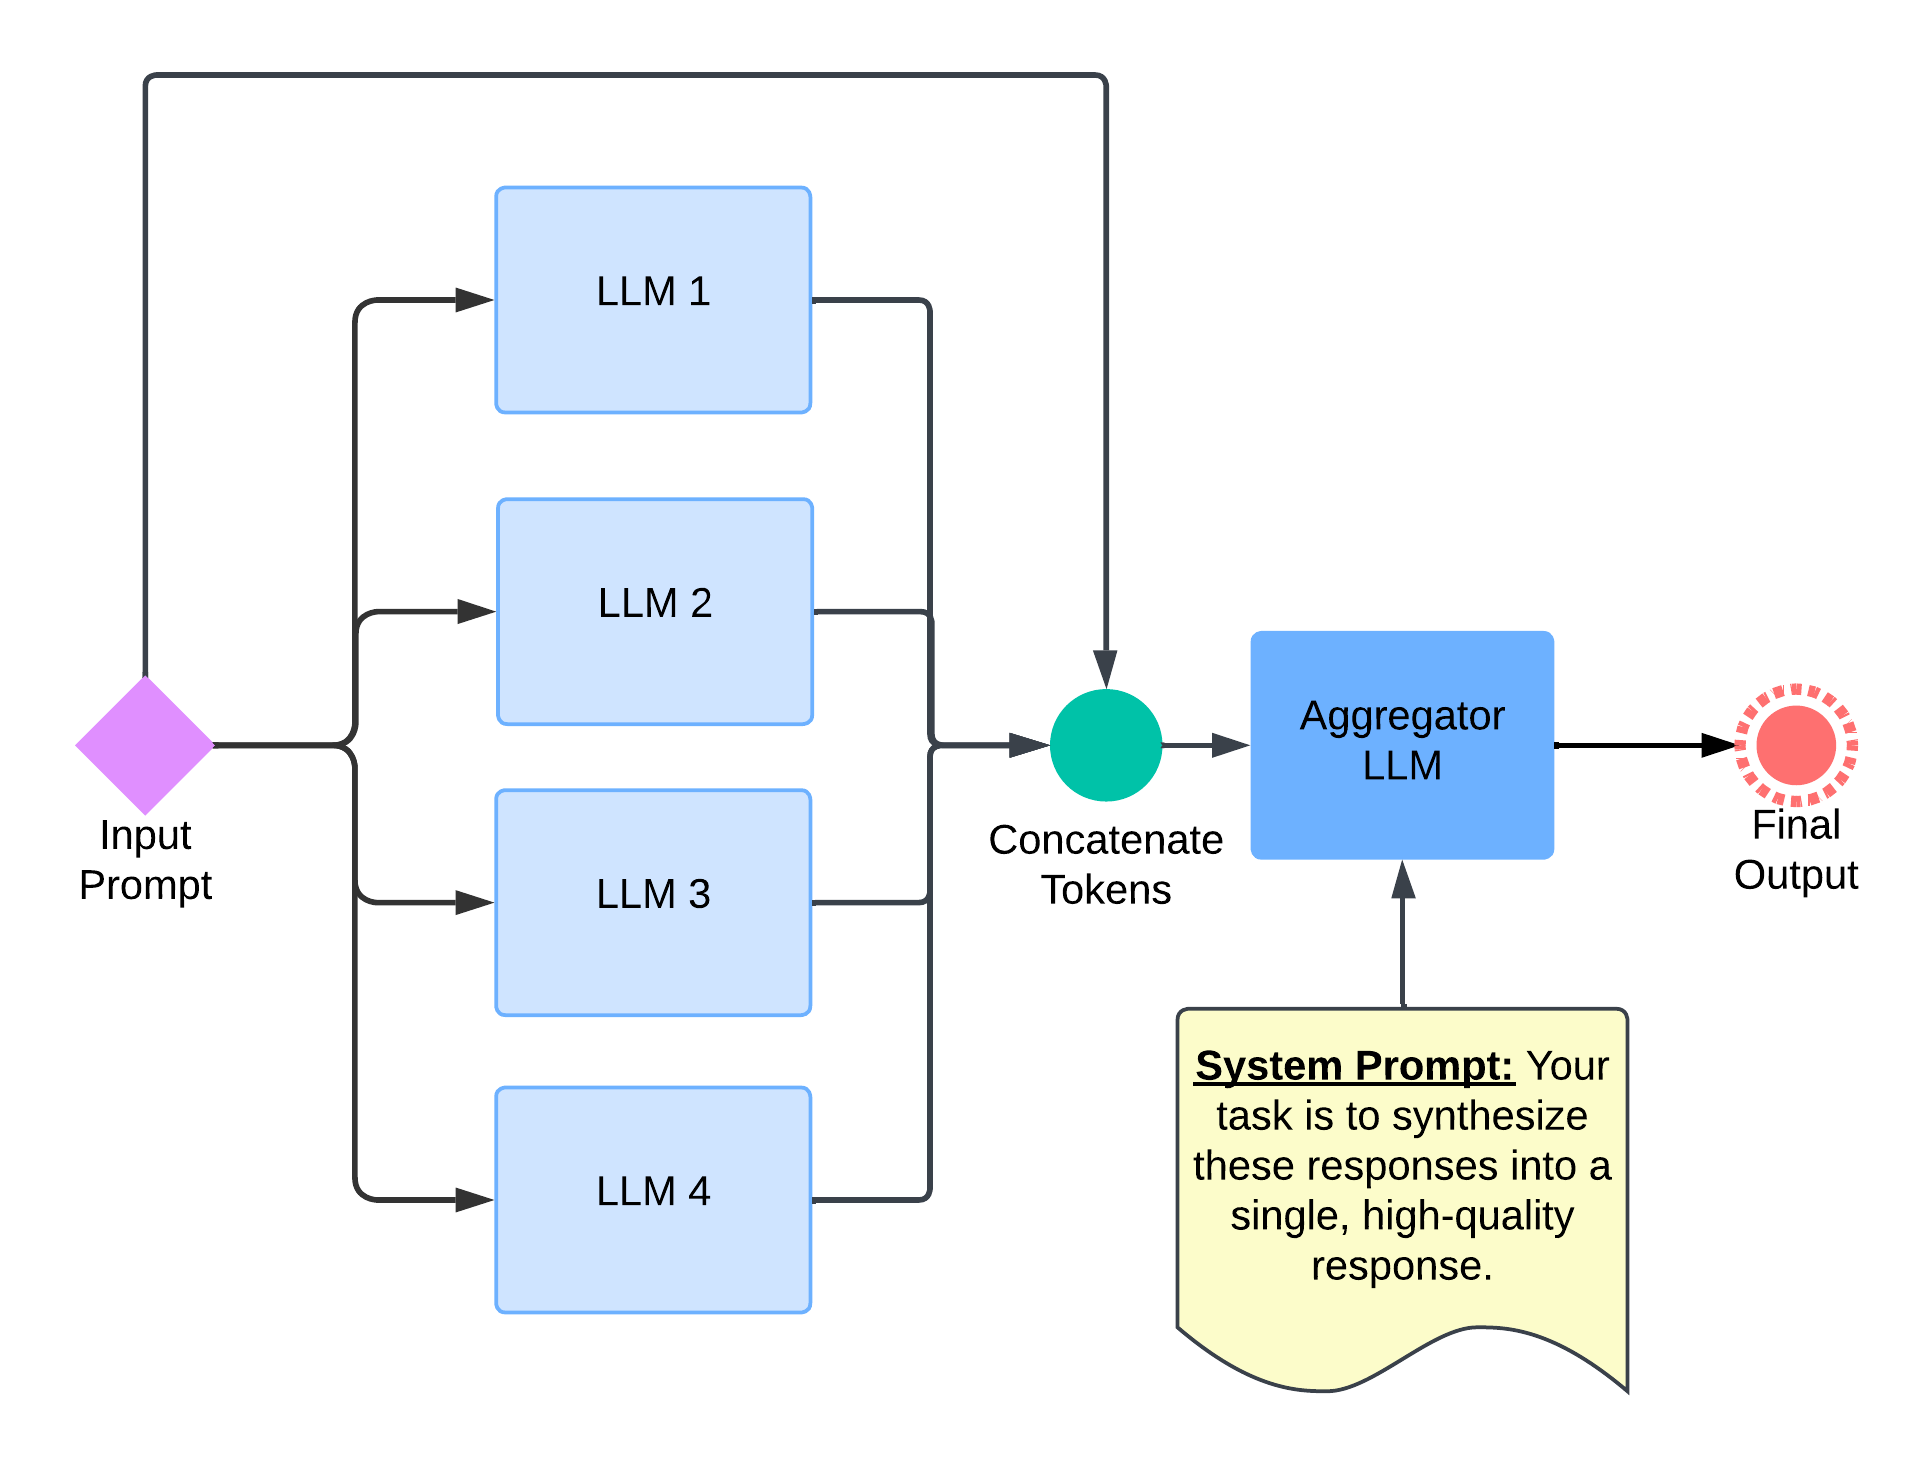 LLM 1
LLM 2
LLM 3
LLM 4
Input
Prompt
Concatenate
Tokens
Aggregator
LLM
Final
Output
System Prompt: Your
task is to synthesize
these responses into a
single, high-quality
response.